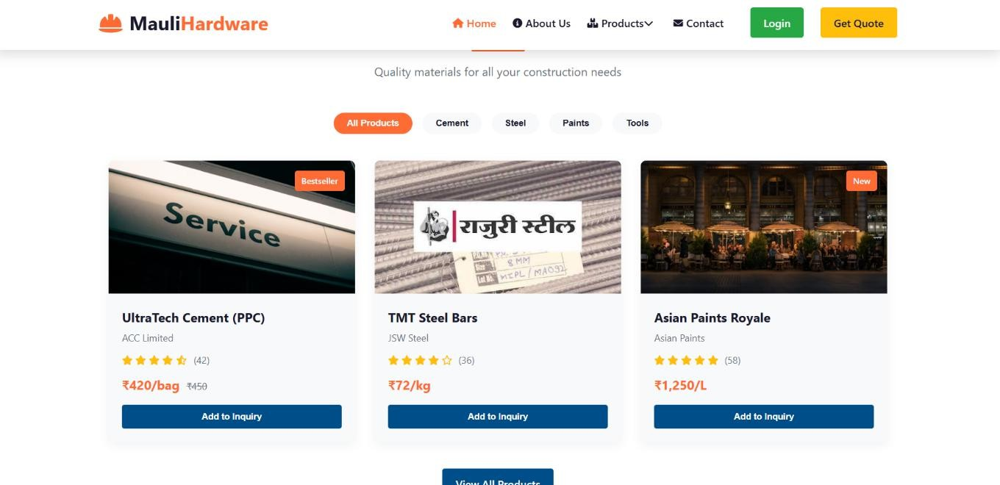 MauliHardware
Home
About Us
Products
Contact
Login
Get Quote
Quality materials for all your construction needs
All Products
Cement
Steel
Paints
Tools
Service
Bestseller
राजुरी स्टील
8 MM
New
UltraTech Cement (PPC)
ACC Limited
(42)
₹420/bag ₹450
Add to Inquiry
TMT Steel Bars
JSW Steel
(36)
₹72/kg
Add to Inquiry
Asian Paints Royale
Asian Paints
(58)
₹1,250/L
Add to Inquiry
View All Products